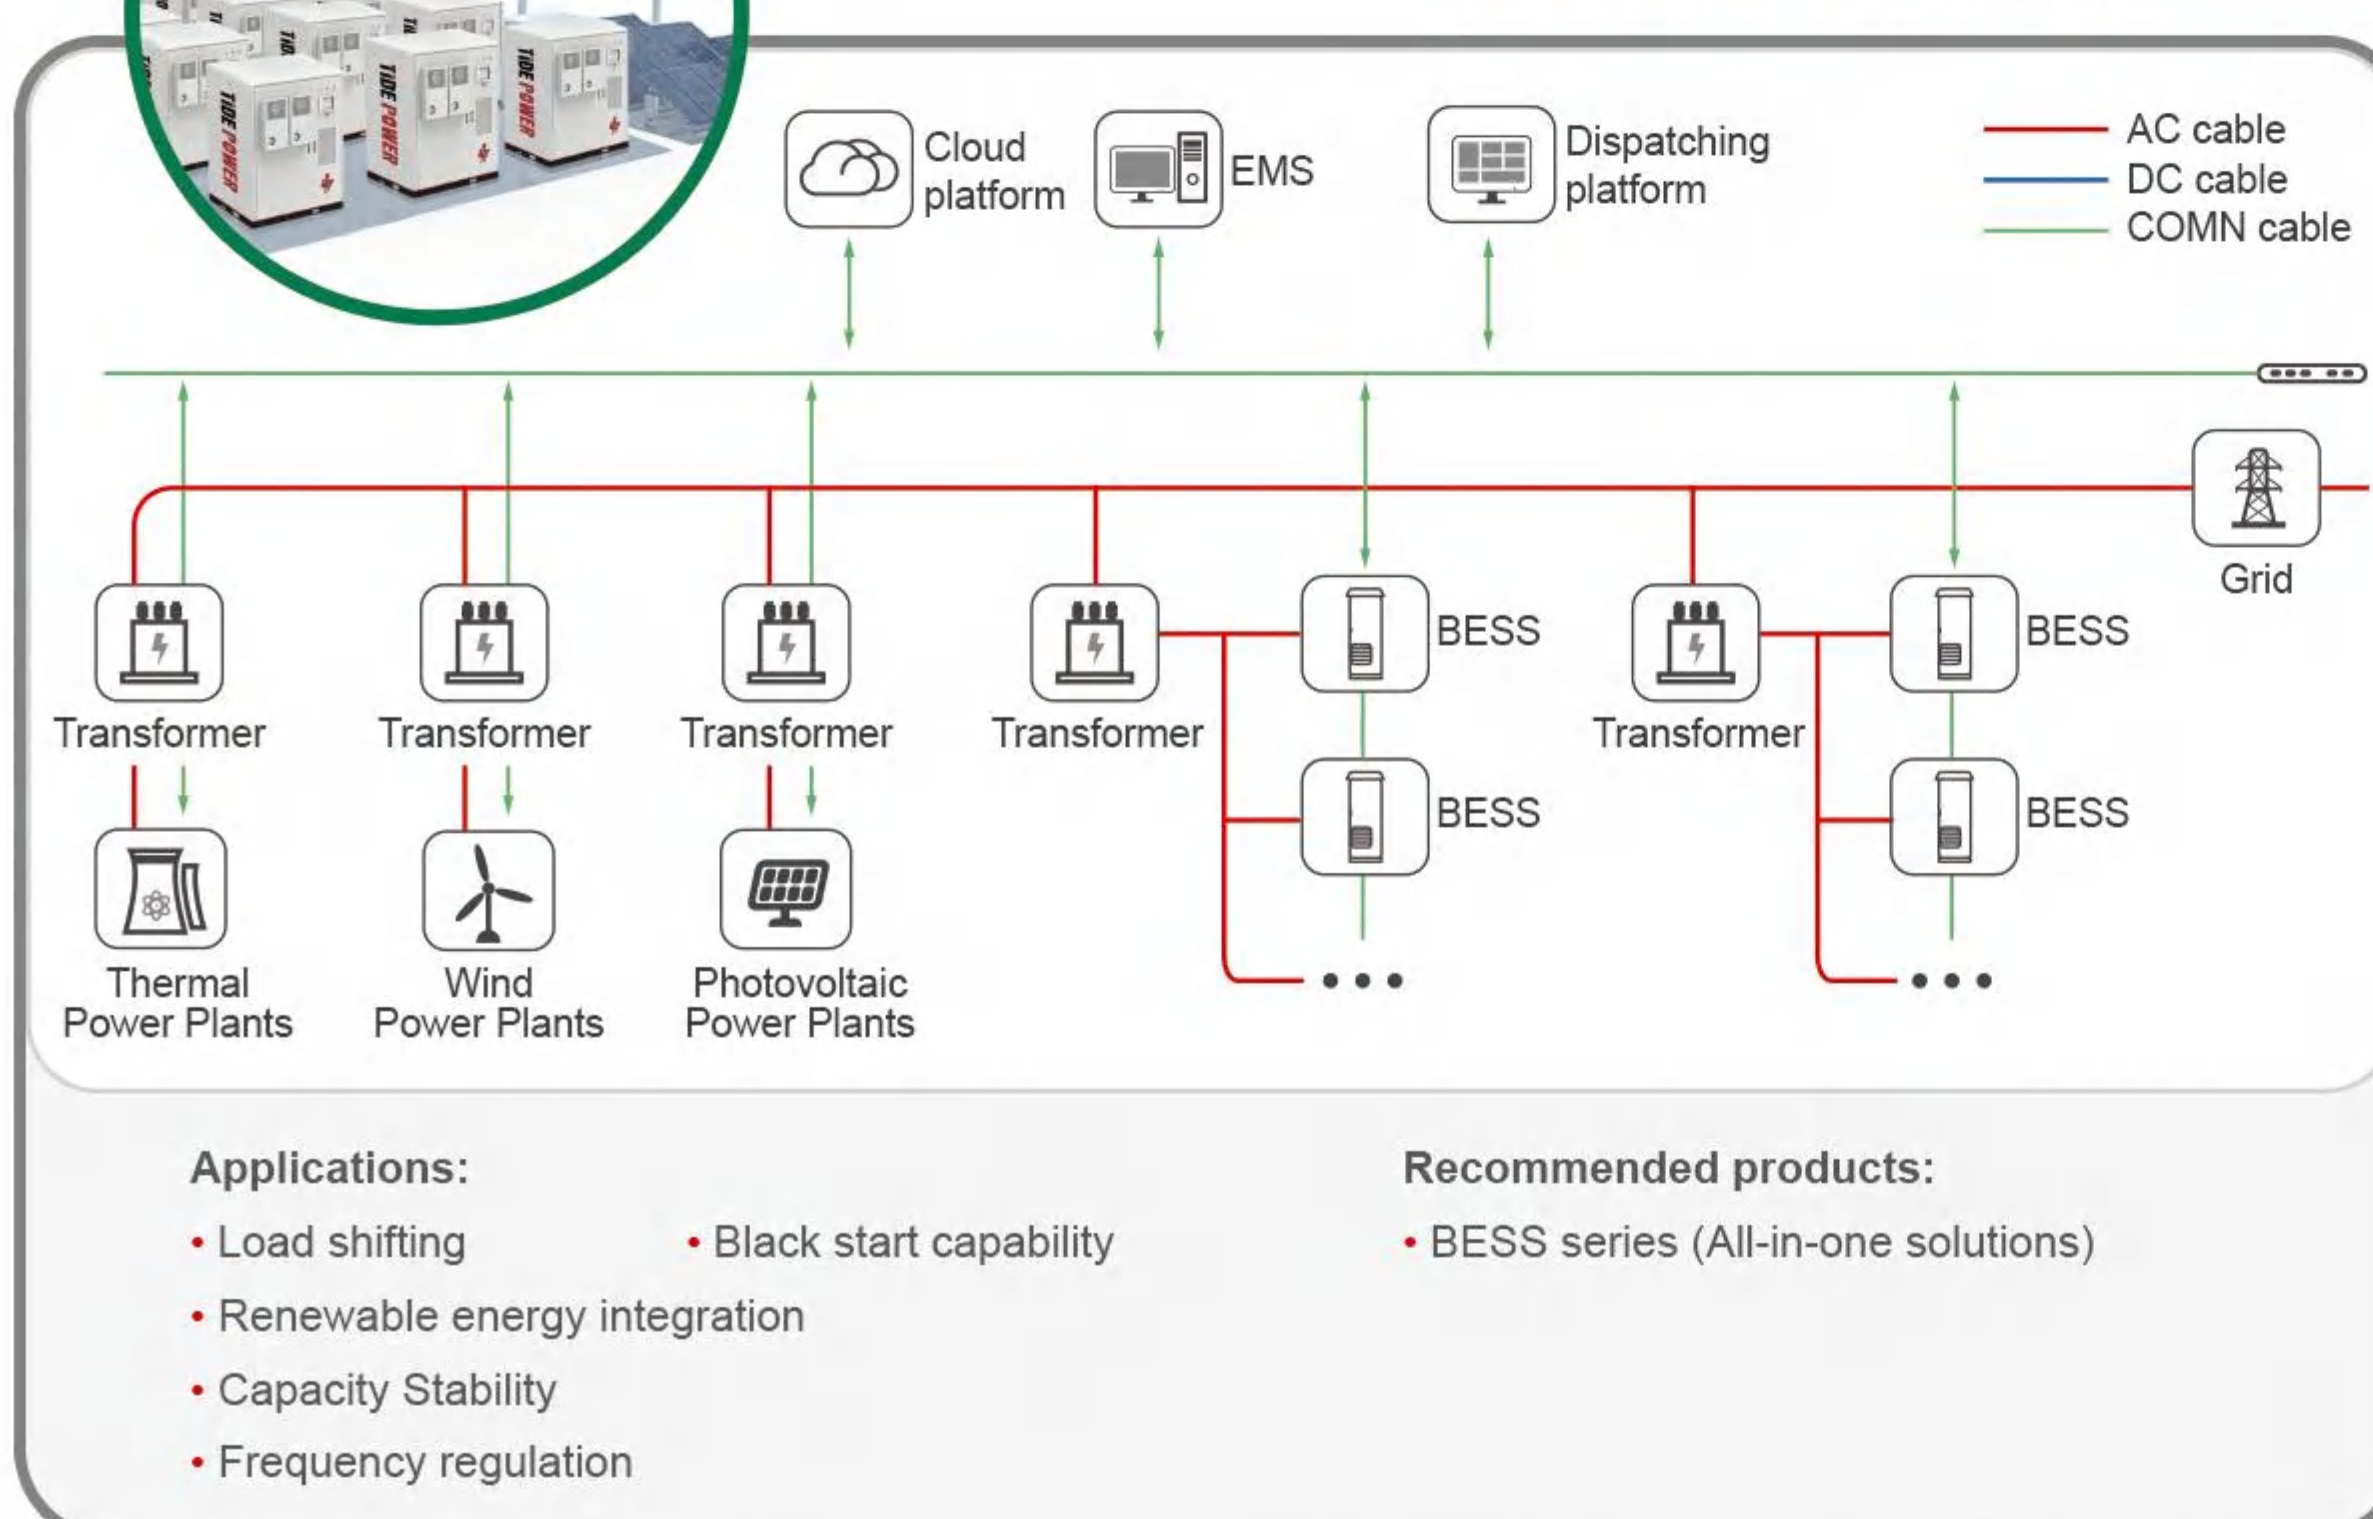 TIDE POWER
TIDE POWER
TIDE POWER
Cloud
platform
EMS
Dispatching
platform
AC cable
DC cable
COMN cable
Grid
BESS
BESS
Transformer
Transformer
Transformer
Transformer
Transformer
BESS
BESS
Thermal
Power Plants
Wind
Power Plants
Photovoltaic
Power Plants
Applications:
• Load shifting
• Black start capability
• Renewable energy integration
• Capacity Stability
• Frequency regulation
Recommended products:
• BESS series (All-in-one solutions)